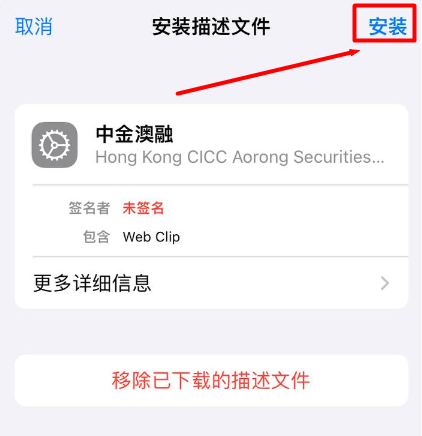 取消 安装描述文件 安装
中金澳融
Hong Kong CICC Aorong Securities...
签名者 未签名
包含 Web Clip
更多详细信息
移除已下载的描述文件